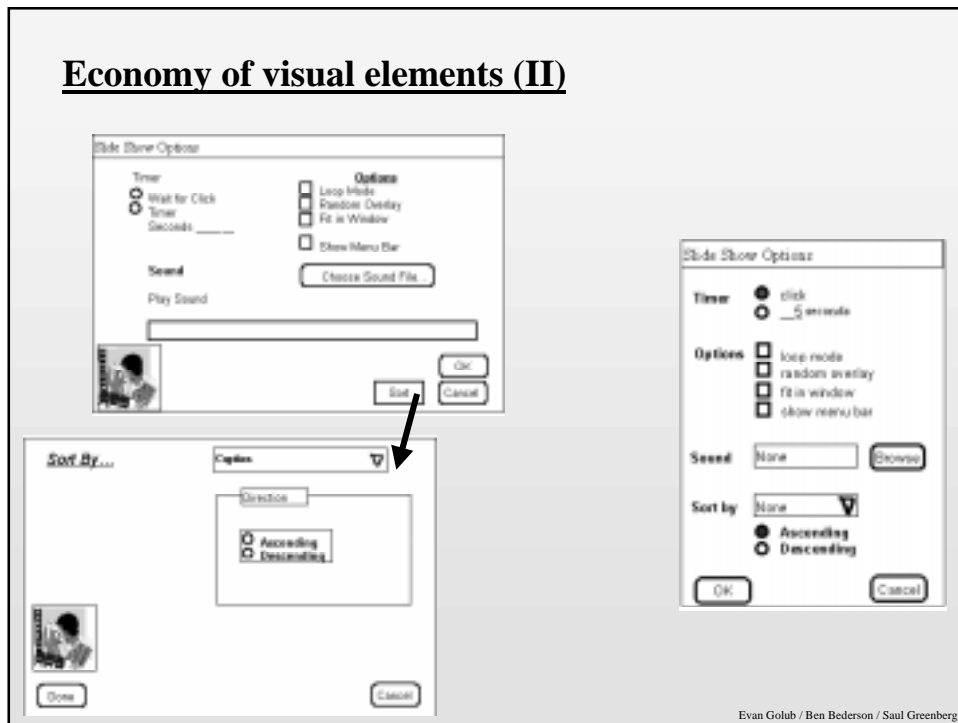 Economy of visual elements (II)
Slide Show Options
Timer
Wait for Click
Timer
Seconds
Options
Loop Mode
Random Overlay
Fit in Window
Show Menu Bar
Sound
Choose Sound File...
Play Sound
OK
Sort
Cancel
Sort By...
Caption
Direction
Ascending
Descending
Done
Cancel
Slide Show Options
Timer
click
5 seconds
Options
loop mode
random overlay
fit in window
show menu bar
Sound
None
Browse
Sort by
None
Ascending
Descending
OK
Cancel
Evan Golub / Ben Bederson / Saul Greenberg